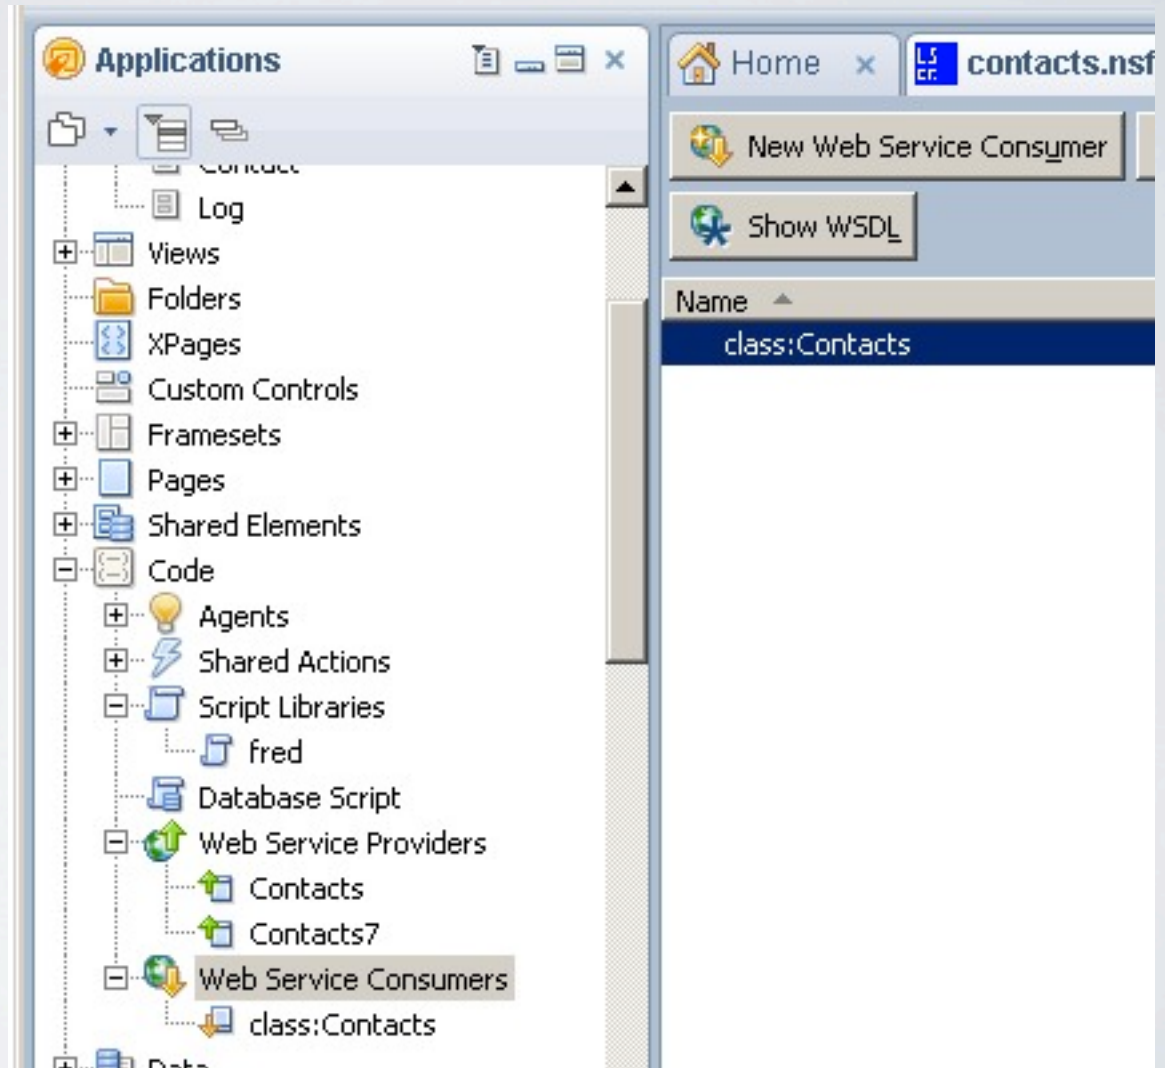 Applications
Contact
Log
Views
Folders
XPages
Custom Controls
Framesets
Pages
Shared Elements
Code
Agents
Shared Actions
Script Libraries
fred
Database Script
Web Service Providers
Contacts
Contacts7
Web Service Consumers
class:Contacts
Data
Home
contacts.nsf
New Web Service Consumer
Show WSDL
Name
class:Contacts